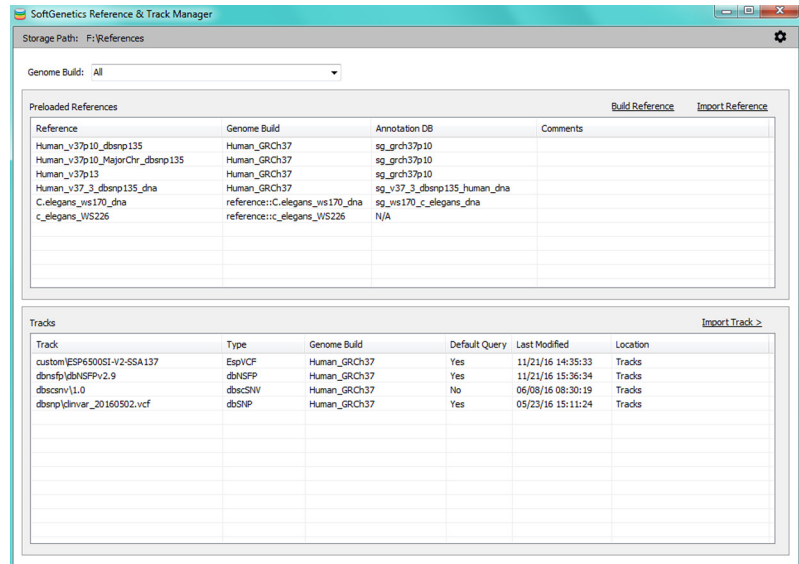 SoftGenetics Reference & Track Manager
Storage Path: F:\References
Genome Build: All
Preloaded References Build Reference Import Reference
Reference Genome Build Annotation DB Comments
Human_v37p10_dbsnp135 Human_GRCh37 sg_grch37p10
Human_v37p10_MajorChr_dbsnp135 Human_GRCh37 sg_grch37p10
Human_v37p13 Human_GRCh37 sg_grch37p10
Human_v37_3_dbsnp135_dna Human_GRCh37 sg_v37_3_dbsnp135_human_dna
C.elegans_ws170_dna reference::C.elegans_ws170_dna sg_ws170_c_elegans_dna
c_elegans_WS226 reference::c_elegans_WS226 N/A
Tracks Import Track >
Track Type Genome Build Default Query Last Modified Location
custom\ESP6500SI-V2-SSA137 EspVCF Human_GRCh37 Yes 11/21/16 14:35:33 Tracks
dbnsfp\dbNSFPv2.9 dbNSFP Human_GRCh37 Yes 11/21/16 15:36:34 Tracks
dbscsnv\1.0 dbscSNV Human_GRCh37 No 06/08/16 08:30:19 Tracks
dbsnp\clinvar_20160502.vcf dbSNP Human_GRCh37 Yes 05/23/16 15:11:24 Tracks